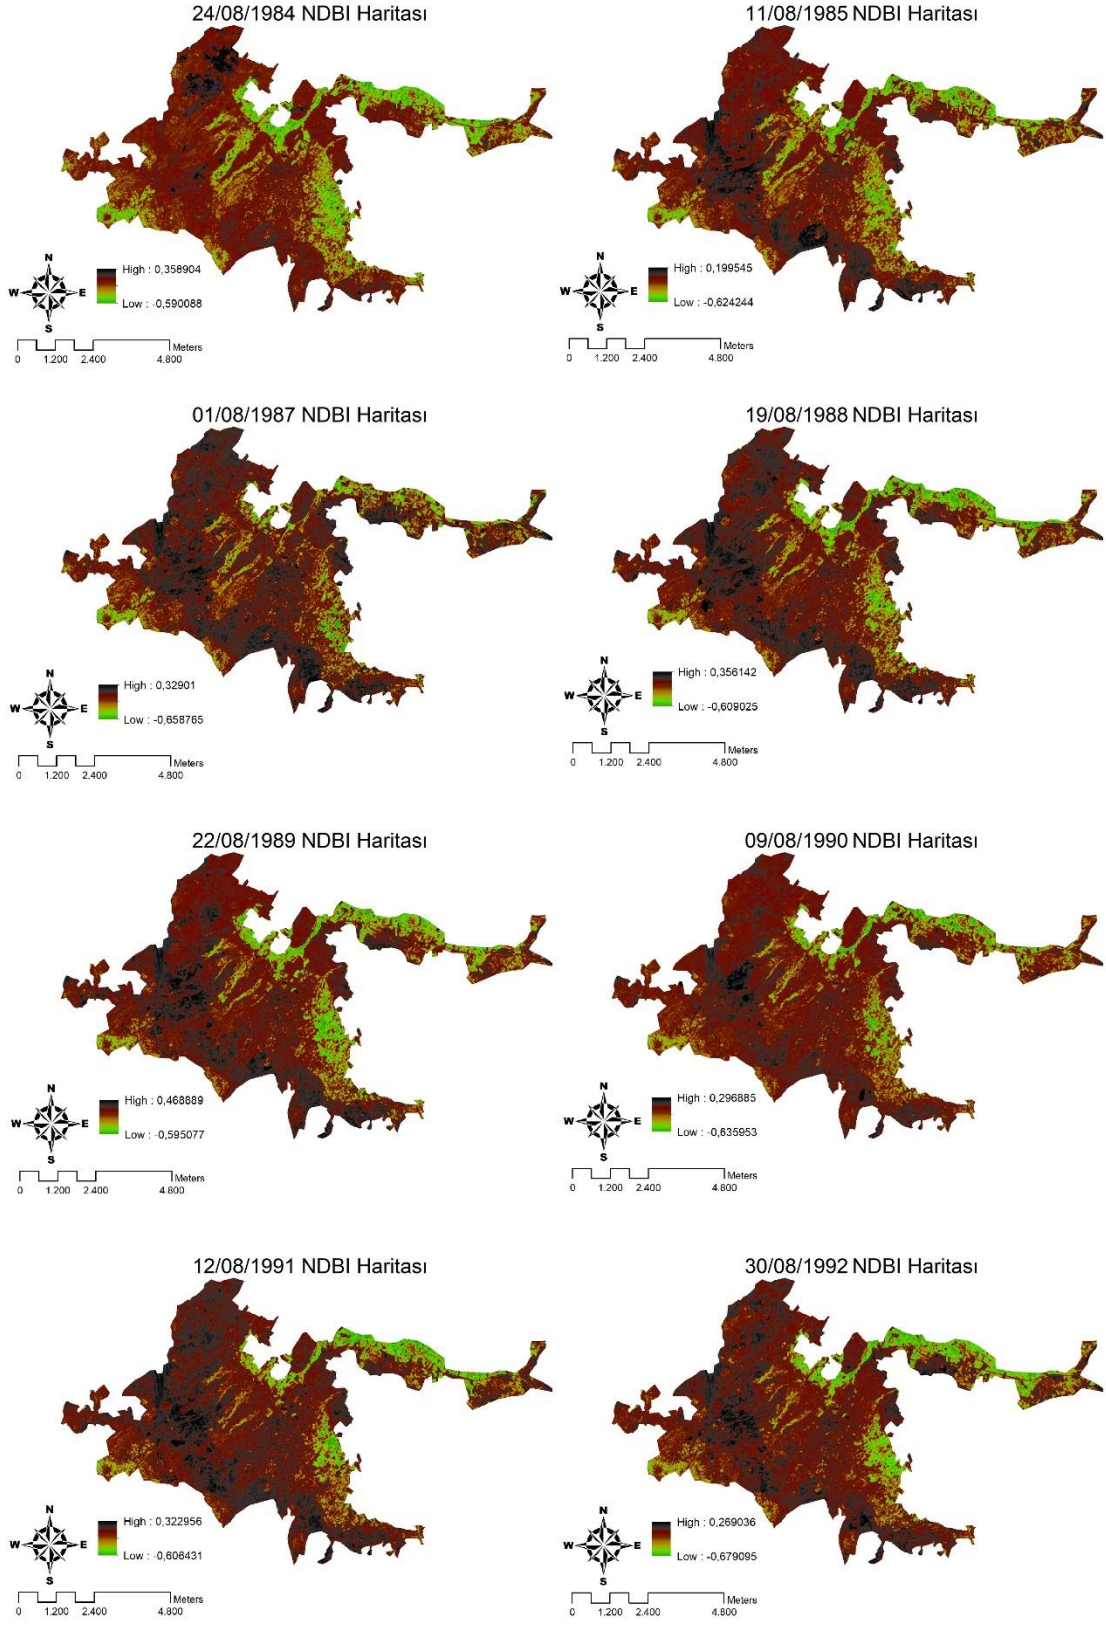 24/08/1984 NDBI Haritası
11/08/1985 NDBI Haritası
N
W E
S
High : 0,358904
Low : -0,590088
Meters
0 1.200 2.400 4.800
N
W E
S
High : 0,199545
Low : -0,624244
Meters
0 1.200 2.400 4.800
01/08/1987 NDBI Haritası
19/08/1988 NDBI Haritası
N
W E
S
High : 0,32901
Low : -0,658765
Meters
0 1.200 2.400 4.800
N
W E
S
High : 0,356142
Low : -0,609025
Meters
0 1.200 2.400 4.800
22/08/1989 NDBI Haritası
09/08/1990 NDBI Haritası
N
W E
S
High : 0,468889
Low : -0,595077
Meters
0 1.200 2.400 4.800
N
W E
S
High : 0,296885
Low : -0,635953
Meters
0 1.200 2.400 4.800
12/08/1991 NDBI Haritası
30/08/1992 NDBI Haritası
N
W E
S
High : 0,322956
Low : -0,606431
Meters
0 1.200 2.400 4.800
N
W E
S
High : 0,269036
Low : -0,679095
Meters
0 1.200 2.400 4.800